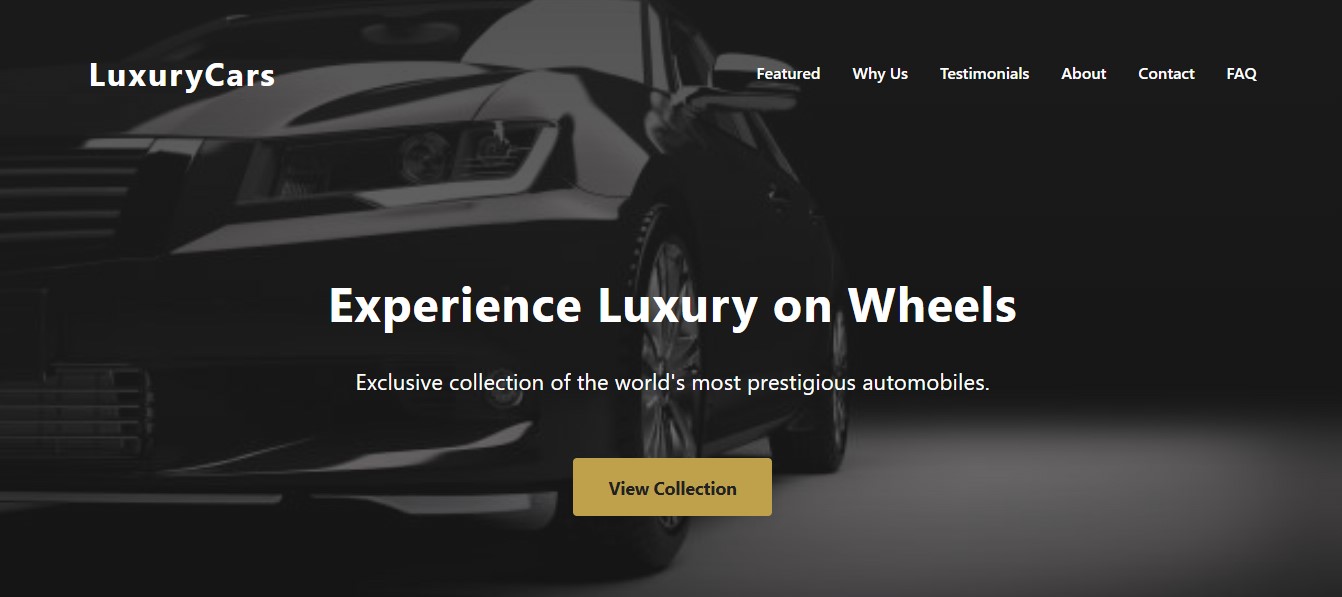 LuxuryCars
Featured Why Us Testimonials About Contact FAQ
Experience Luxury on Wheels
Exclusive collection of the world's most prestigious automobiles.
View Collection